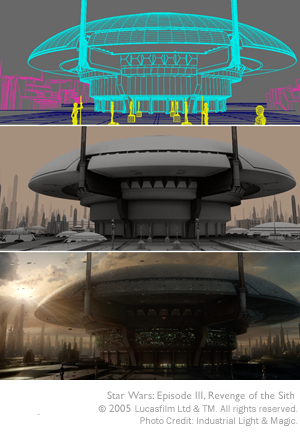 Star Wars: Episode III, Revenge of the Sith
© 2005 Lucasfilm Ltd & TM. All rights reserved.
Photo Credit: Industrial Light & Magic.